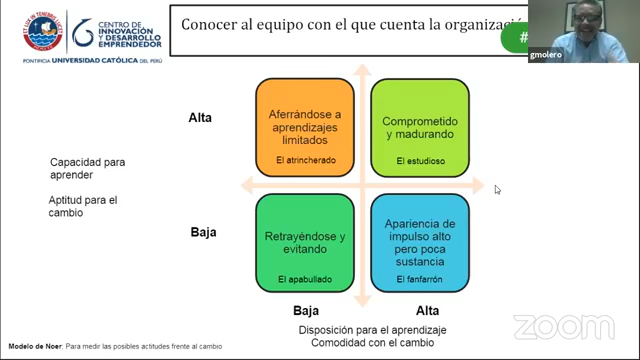 PONTIFICIA UNIVERSIDAD CATÓLICA DEL PERÚ
CENTRO DE
INNOVACIÓN
Y DESARROLLO
EMPRENDEDOR
Conocer al equipo con el que cuenta la organizació
#
gmolero
Alta
Aferrándose a
aprendizajes
limitados
El atrincherado
Comprometido
y madurando
El estudioso
Capacidad para
aprender
Aptitud para el
cambio
Baja
Retrayéndose y
evitando
El apabullado
Apariencia de
impulso alto
pero poca
sustancia
El fanfarrón
Baja
Alta
Disposición para el aprendizaje
Comodidad con el cambio
Modelo de Noer. Para medir las posibles actitudes frente al cambio
zoom